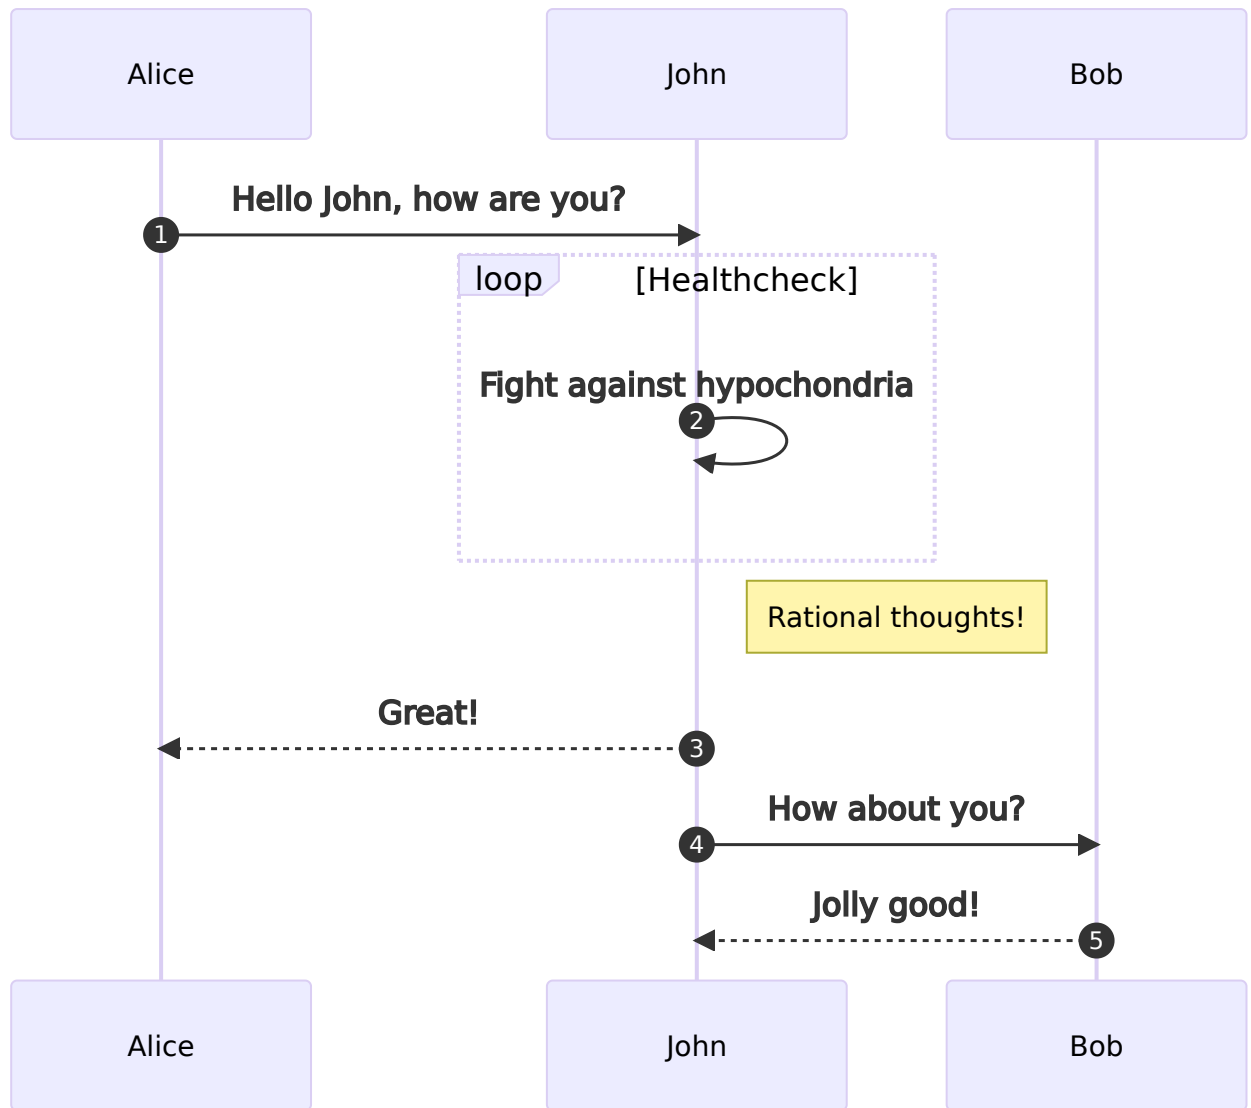 Alice
John
Bob
Hello John, how are you?
1
loop
[Healthcheck]
Fight against hypochondria
2
Rational thoughts!
Great!
3
How about you?
4
Jolly good!
5
Alice
John
Bob